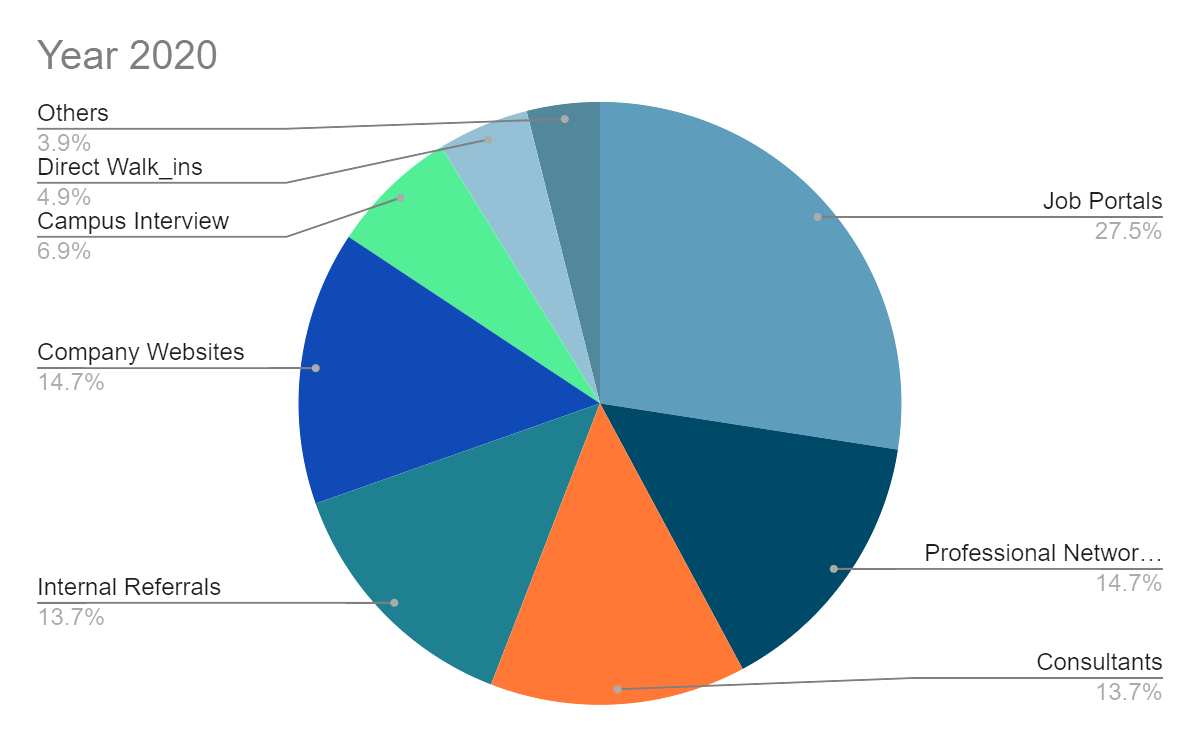 Year 2020
Others
3.9%
Direct Walk_ins
4.9%
Campus Interview
6.9%
Company Websites
14.7%
Internal Referrals
13.7%
Job Portals
27.5%
Professional Networ…
14.7%
Consultants
13.7%